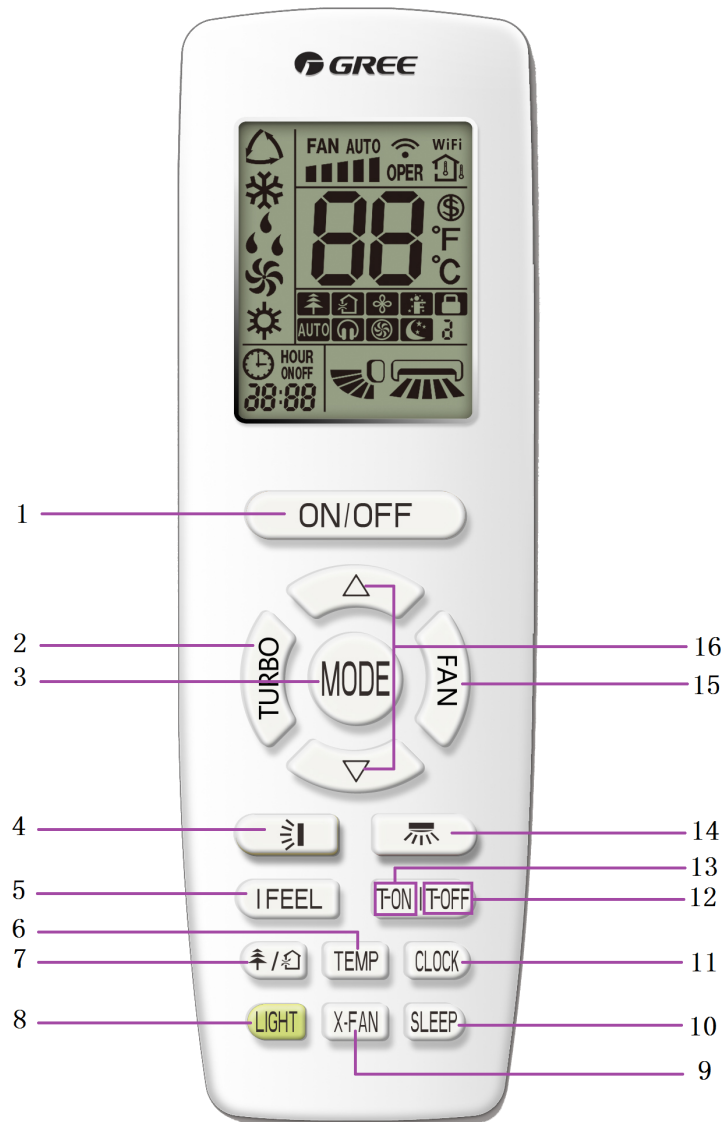 GREE
FAN AUTO WiFi
OPER
88
°F
°C
AUTO
HOUR
ON OFF
88:88
1
ON/OFF
2
TURBO
3
MODE
16
FAN
15
4
14
13
5
I FEEL
T-ON | T-OFF
12
6
7
/
TEMP
CLOCK
11
8
LIGHT
X-FAN
SLEEP
10
9